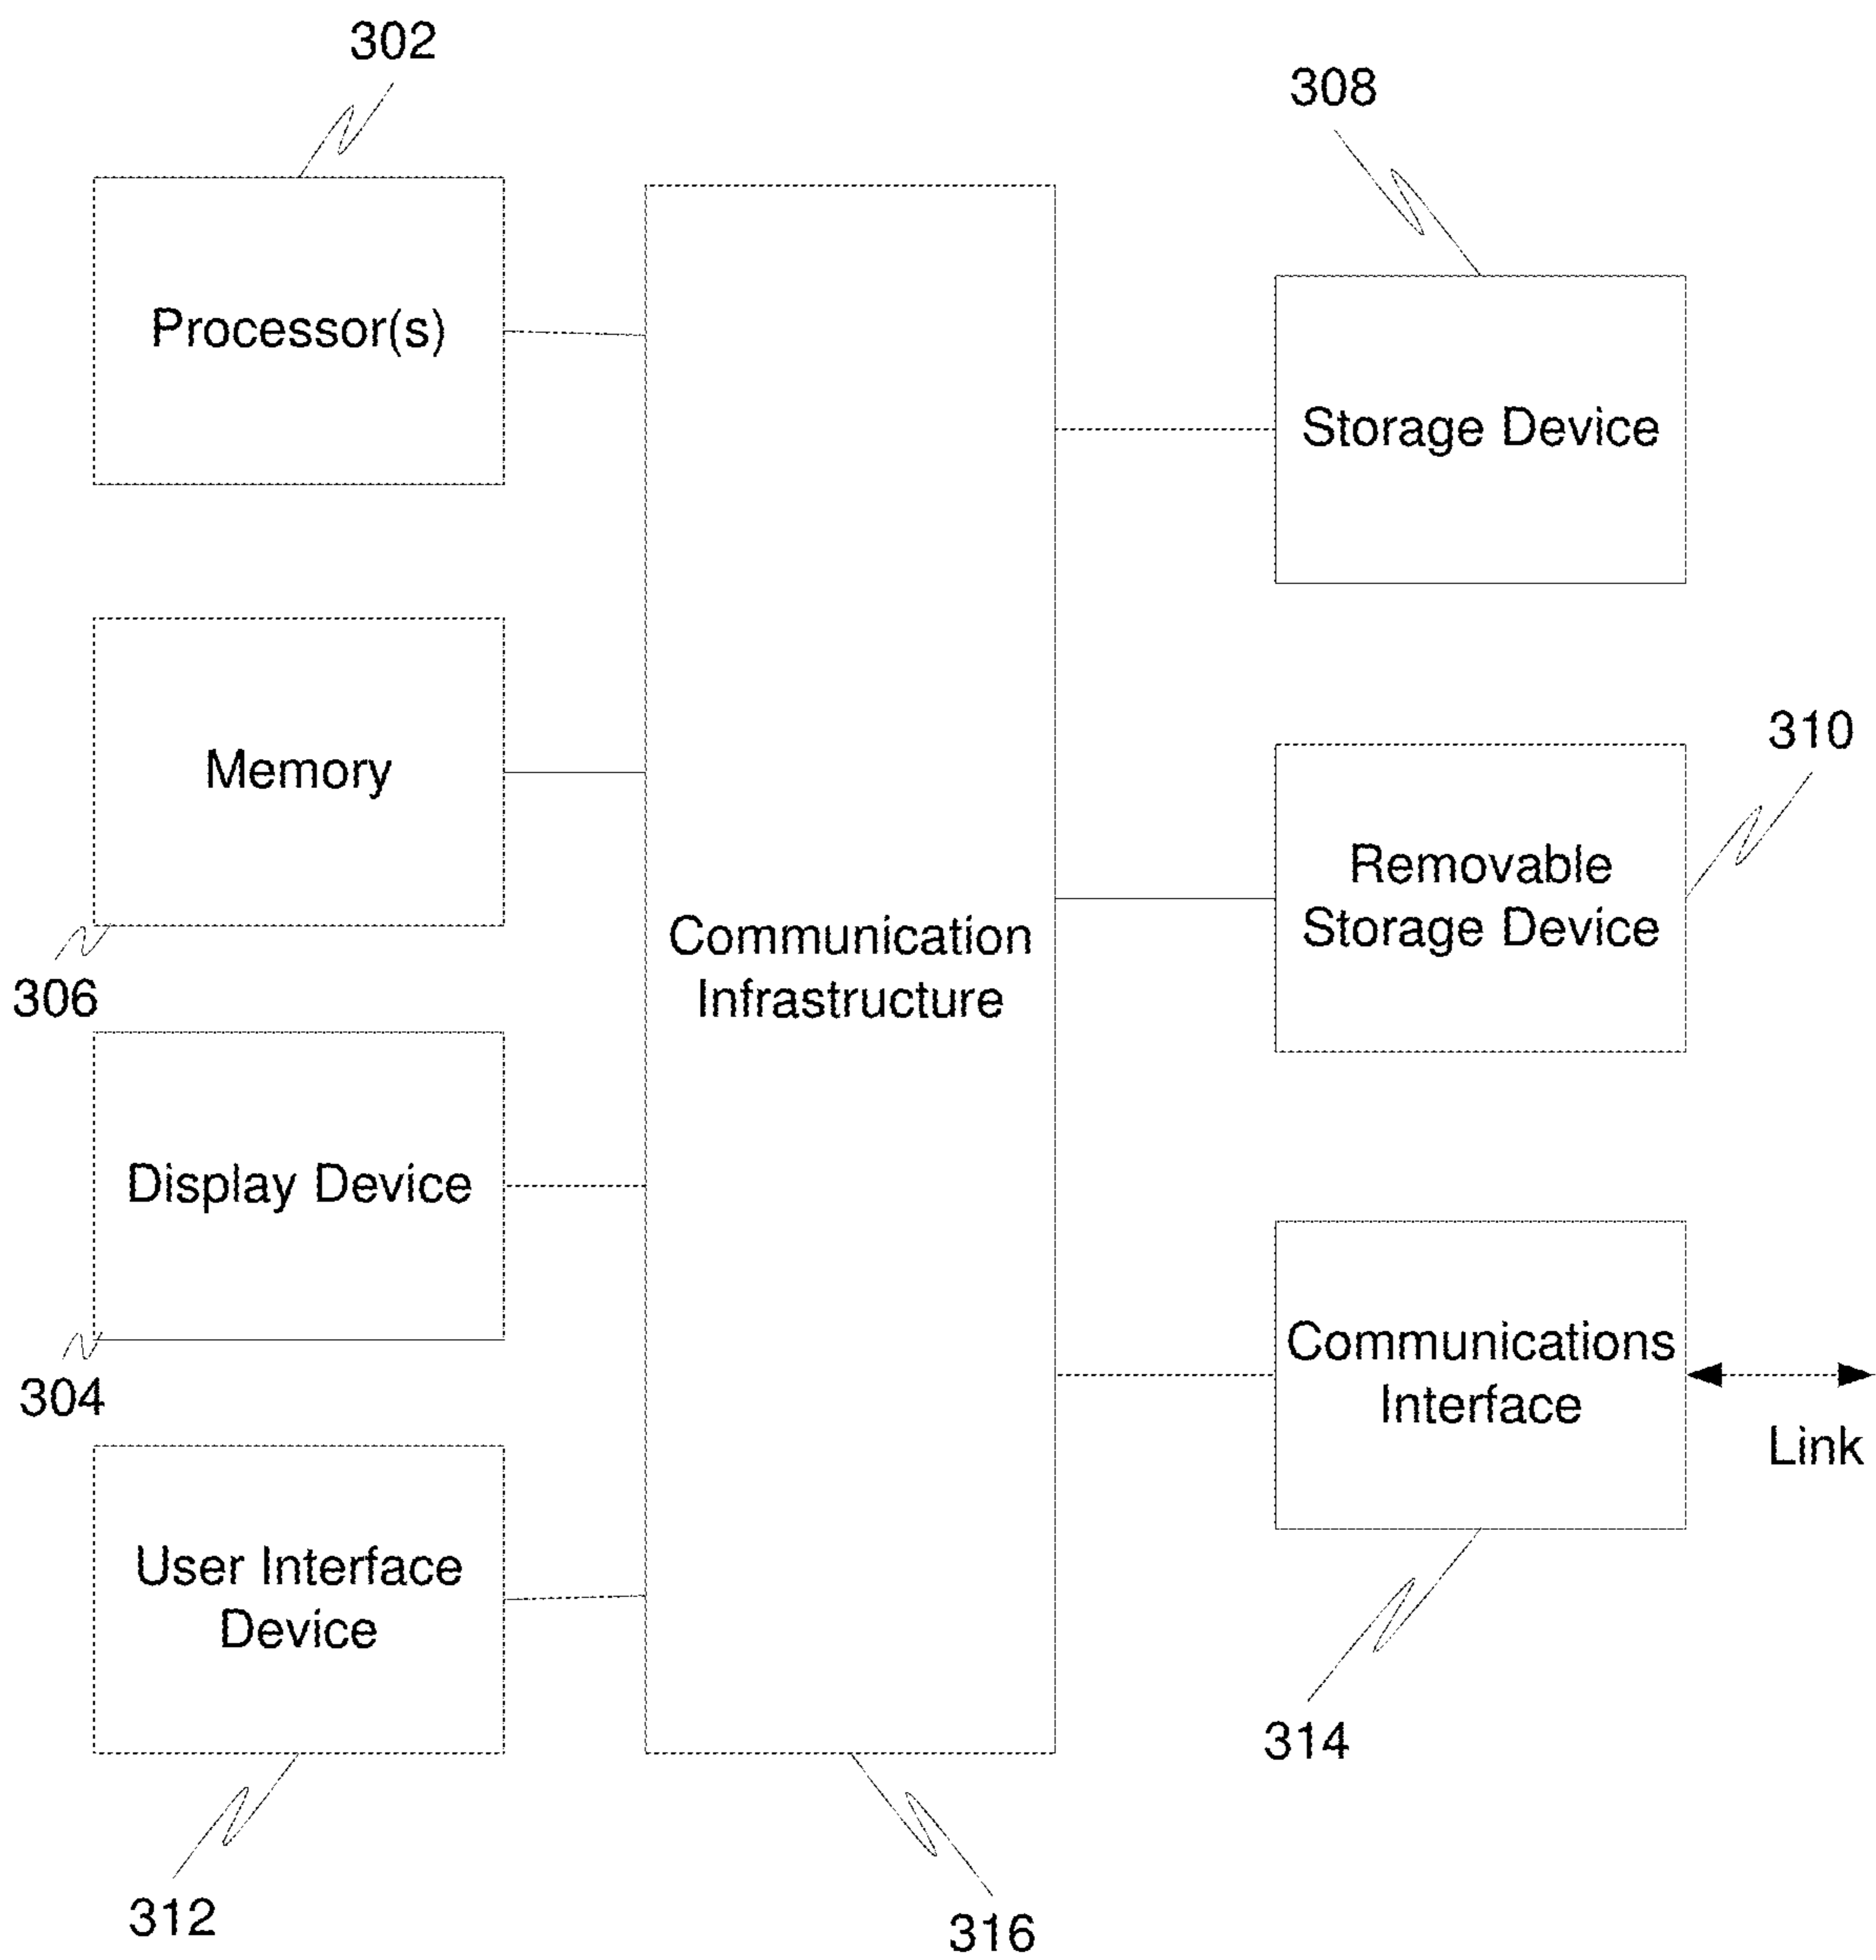 302
308
Processor(s)
Storage Device
310
Memory
Removable
Storage Device
306
Communication
Infrastructure
Display Device
304
Communications
Interface
Link
User Interface
Device
314
312
316